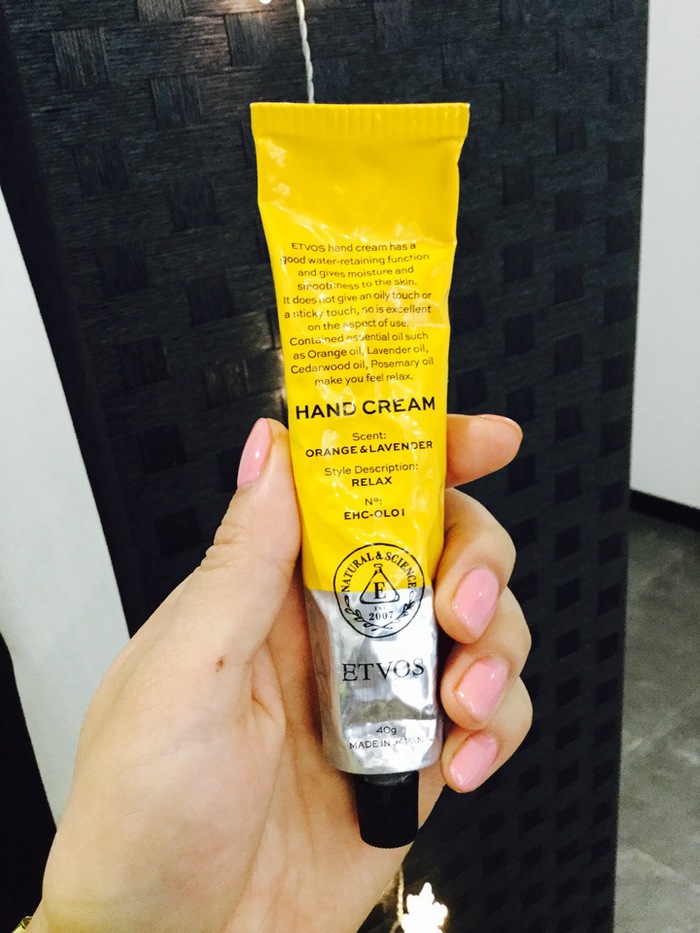 ETVOS hand cream has a
good water-retaining function
and gives moisture and
smoothness to the skin.
It does not give an oily touch or
a sticky touch, so is excellent
on the aspect of use.
Contained essential oil such
as Orange oil, Lavender oil,
Cedarwood oil, Posemary oil
make you feel relax.
HAND CREAM
Scent:
ORANGE & LAVENDER
Style Description:
RELAX
Nº:
EHC-OL01
NATURAL & SCIENCE
E
EST.
2007
ETVOS
40g
MADE IN JAPAN